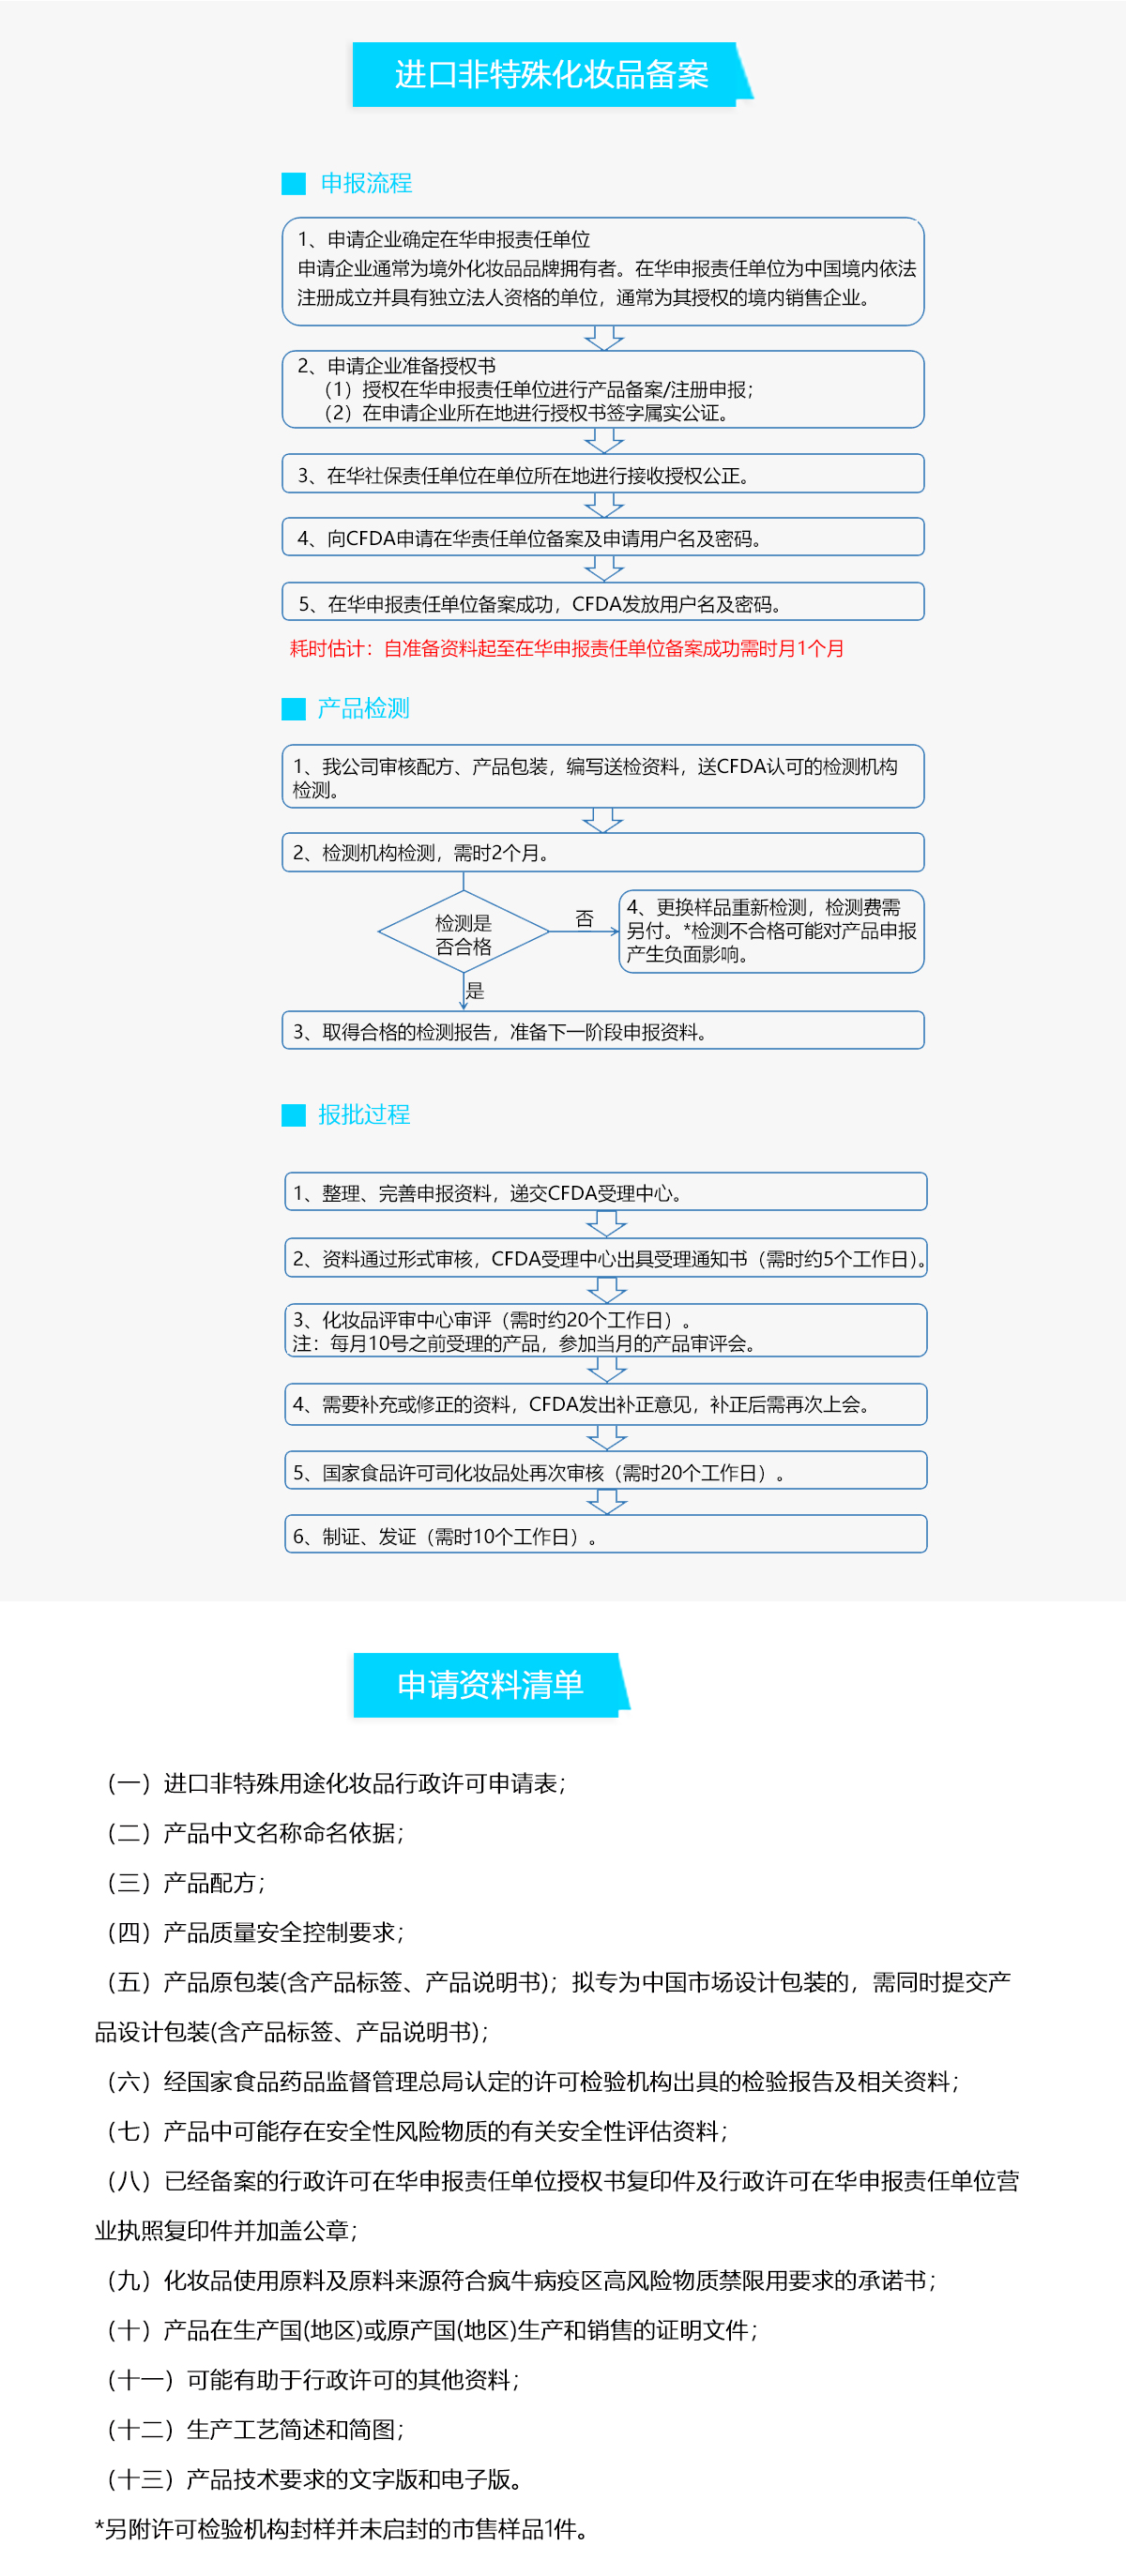 进口非特殊化妆品备案
申报流程
1、申请企业确定在华申报责任单位
申请企业通常为境外化妆品品牌拥有者。在华申报责任单位为中国境内依法
注册成立并具有独立法人资格的单位，通常为其授权的境内销售企业。
2、申请企业准备授权书
（1）授权在华申报责任单位进行产品备案/注册申报；
（2）在申请企业所在地进行授权书签字属实公证。
3、在华社保责任单位在单位所在地进行接收授权公正。
4、向CFDA申请在华责任单位备案及申请用户名及密码。
5、在华申报责任单位备案成功，CFDA发放用户名及密码。
耗时估计：自准备资料起至在华申报责任单位备案成功需时月1个月
产品检测
1、我公司审核配方、产品包装，编写送检资料，送CFDA认可的检测机构
检测。
2、检测机构检测，需时2个月。
检测是
否合格
否
4、更换样品重新检测，检测费需
另付。*检测不合格可能对产品申报
产生负面影响。
是
3、取得合格的检测报告，准备下一阶段申报资料。
报批过程
1、整理、完善申报资料，递交CFDA受理中心。
2、资料通过形式审核，CFDA受理中心出具受理通知书（需时约5个工作日）。
3、化妆品评审中心审评（需时约20个工作日）。
注：每月10号之前受理的产品，参加当月的产品审评会。
4、需要补充或修正的资料，CFDA发出补正意见，补正后需再次上会。
5、国家食品许可司化妆品处再次审核（需时20个工作日）。
6、制证、发证（需时10个工作日）。
申请资料清单
（一）进口非特殊用途化妆品行政许可申请表；
（二）产品中文名称命名依据；
（三）产品配方；
（四）产品质量安全控制要求；
（五）产品原包装(含产品标签、产品说明书)；拟专为中国市场设计包装的，需同时提交产
品设计包装(含产品标签、产品说明书)；
（六）经国家食品药品监督管理总局认定的许可检验机构出具的检验报告及相关资料；
（七）产品中可能存在安全性风险物质的有关安全性评估资料；
（八）已经备案的行政许可在华申报责任单位授权书复印件及行政许可在华申报责任单位营
业执照复印件并加盖公章；
（九）化妆品使用原料及原料来源符合疯牛病疫区高风险物质禁限用要求的承诺书；
（十）产品在生产国(地区)或原产国(地区)生产和销售的证明文件；
（十一）可能有助于行政许可的其他资料；
（十二）生产工艺简述和简图；
（十三）产品技术要求的文字版和电子版。
*另附许可检验机构封样并未启封的市售样品1件。